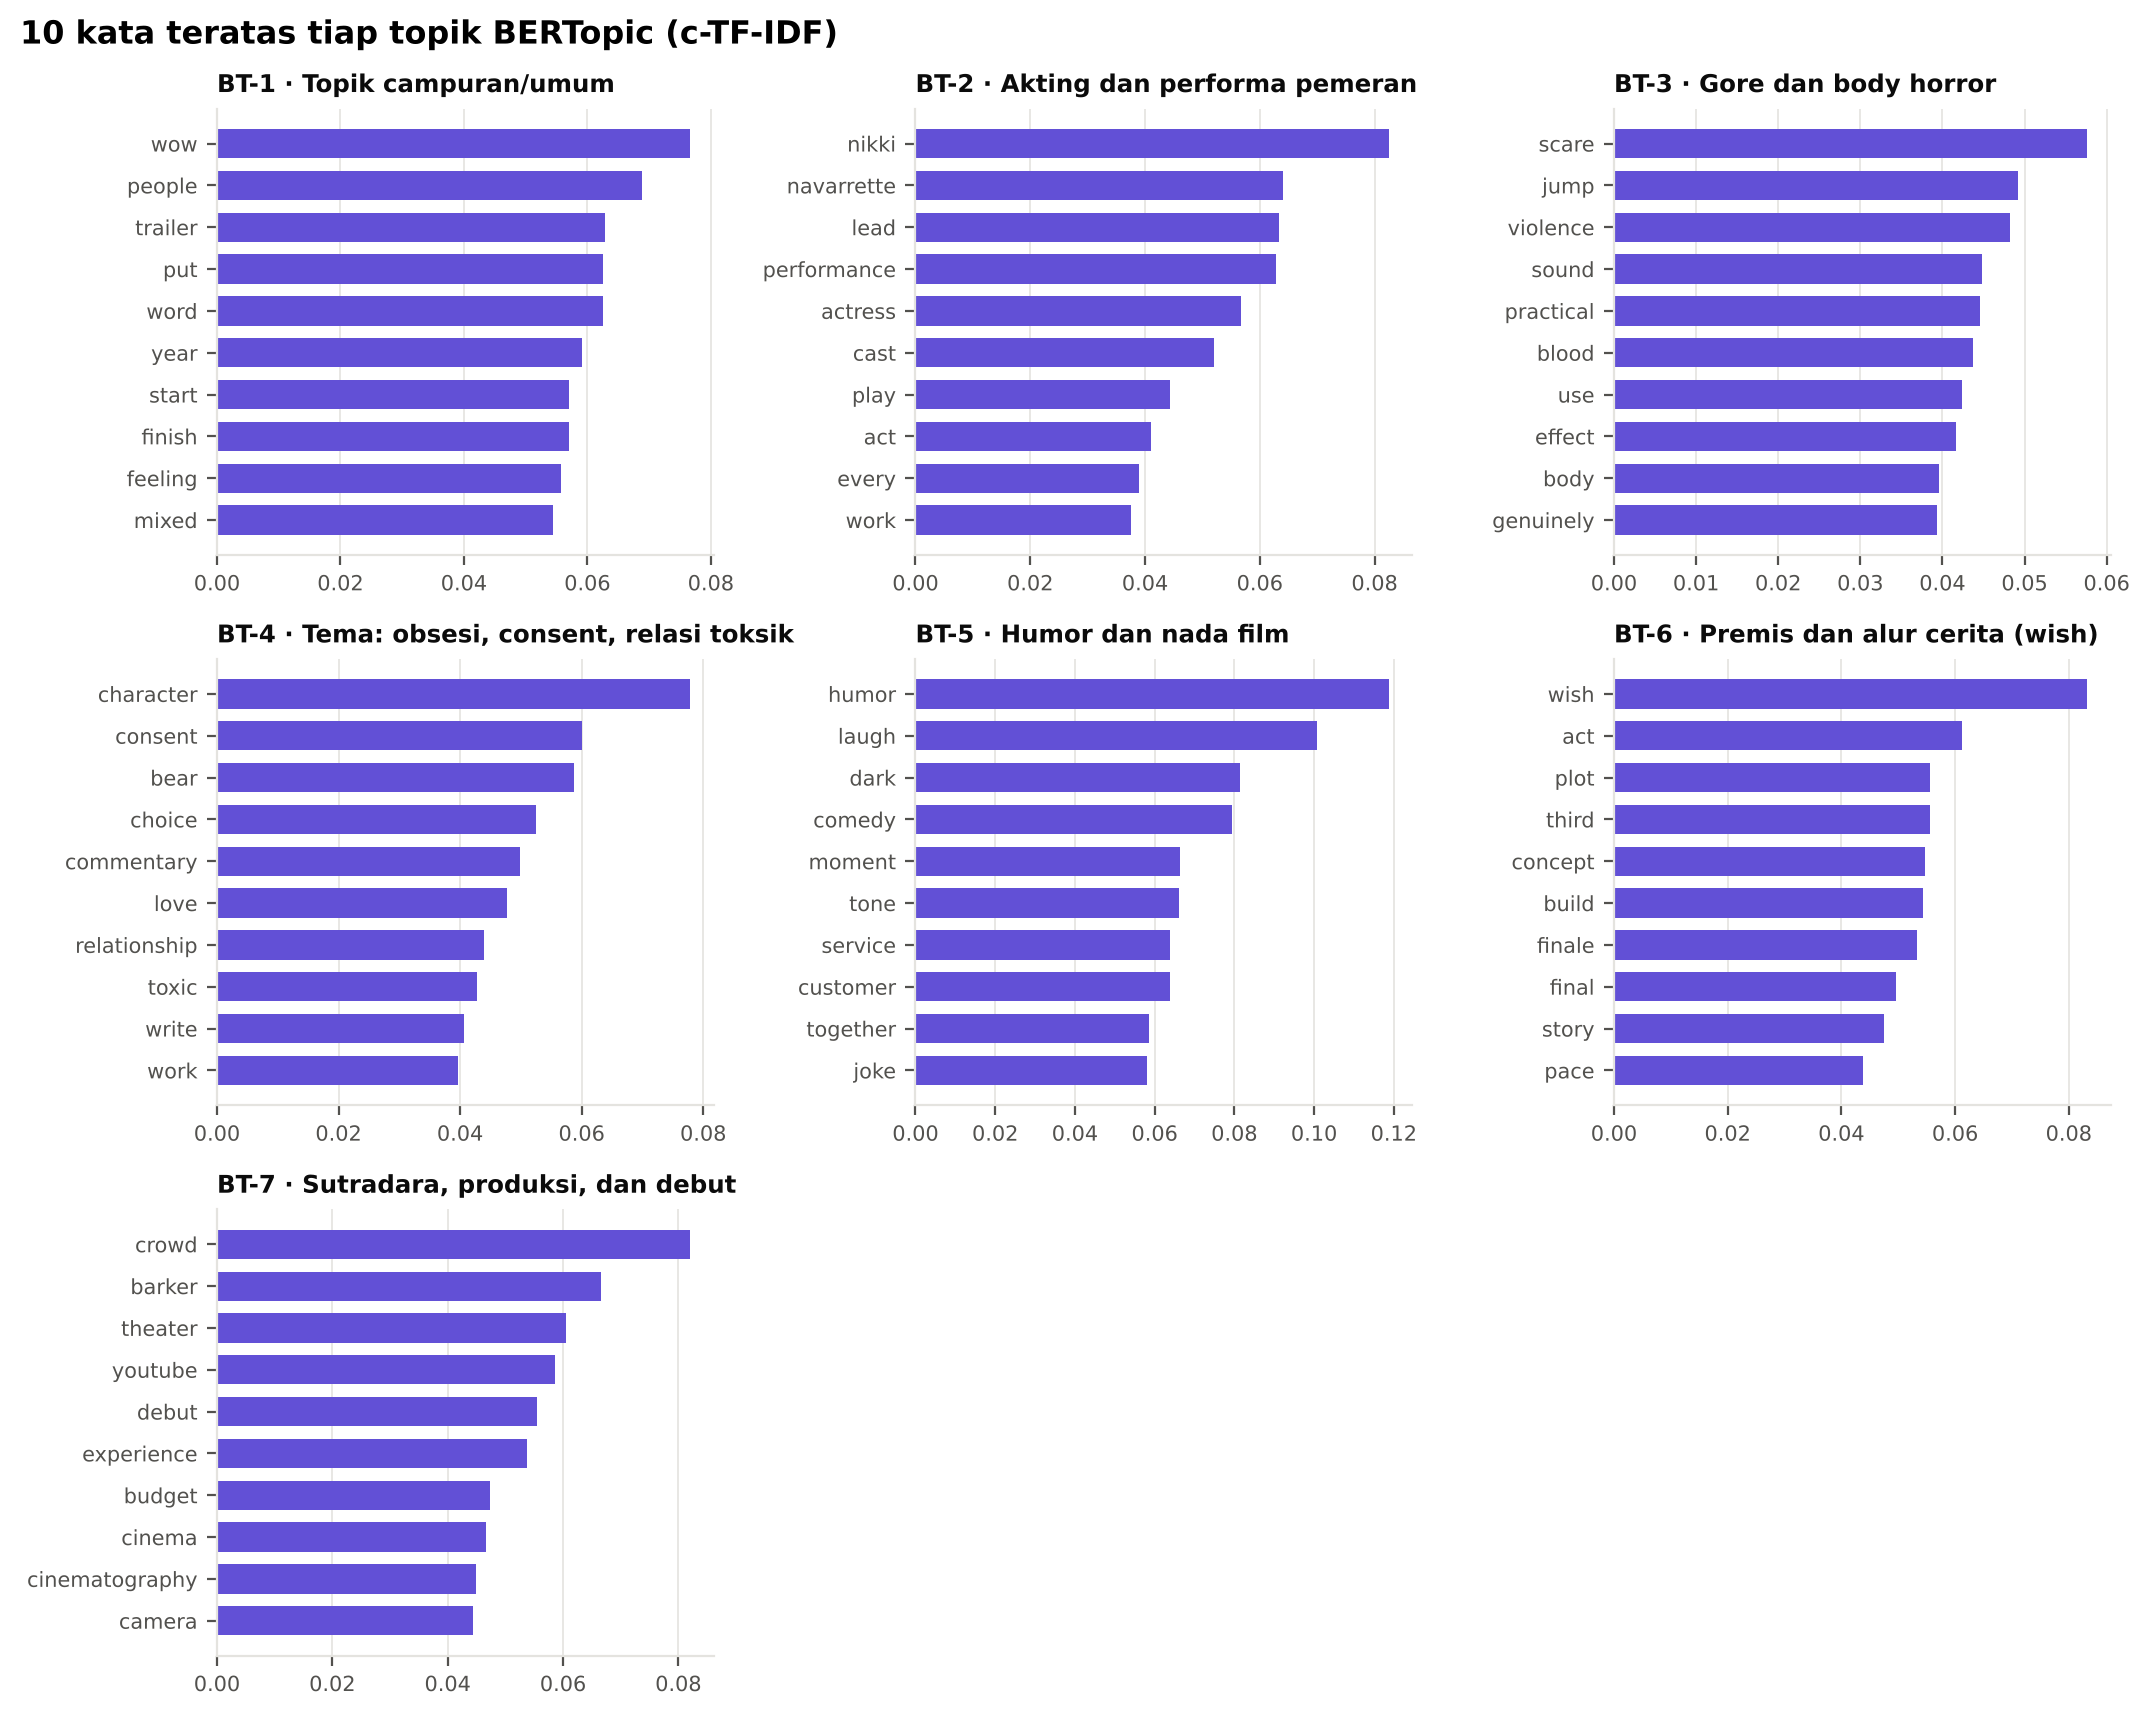 10 kata teratas tiap topik BERTopic (c-TF-IDF)
BT-1 · Topik campuran/umum
wow
people
trailer
put
word
year
start
finish
feeling
mixed
0.00 0.02 0.04 0.06 0.08
BT-2 · Akting dan performa pemeran
nikki
navarrette
lead
performance
actress
cast
play
act
every
work
0.00 0.02 0.04 0.06 0.08
BT-3 · Gore dan body horror
scare
jump
violence
sound
practical
blood
use
effect
body
genuinely
0.00 0.01 0.02 0.03 0.04 0.05 0.06
BT-4 · Tema: obsesi, consent, relasi toksik
character
consent
bear
choice
commentary
love
relationship
toxic
write
work
0.00 0.02 0.04 0.06 0.08
BT-5 · Humor dan nada film
humor
laugh
dark
comedy
moment
tone
service
customer
together
joke
0.00 0.02 0.04 0.06 0.08 0.10 0.12
BT-6 · Premis dan alur cerita (wish)
wish
act
plot
third
concept
build
finale
final
story
pace
0.00 0.02 0.04 0.06 0.08
BT-7 · Sutradara, produksi, dan debut
crowd
barker
theater
youtube
debut
experience
budget
cinema
cinematography
camera
0.00 0.02 0.04 0.06 0.08